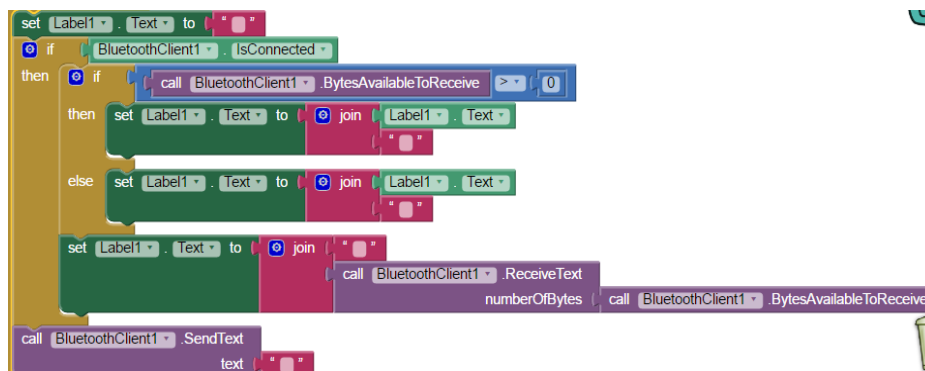 set Label1 . Text to " "
if BluetoothClient1 . IsConnected
then if call BluetoothClient1 .BytesAvailableToReceive > 0
then set Label1 . Text to join Label1 . Text
" "
else set Label1 . Text to join Label1 . Text
" "
set Label1 . Text to join " "
call BluetoothClient1 .ReceiveText
numberOfBytes call BluetoothClient1 .BytesAvailableToReceive
call BluetoothClient1 .SendText
text " "